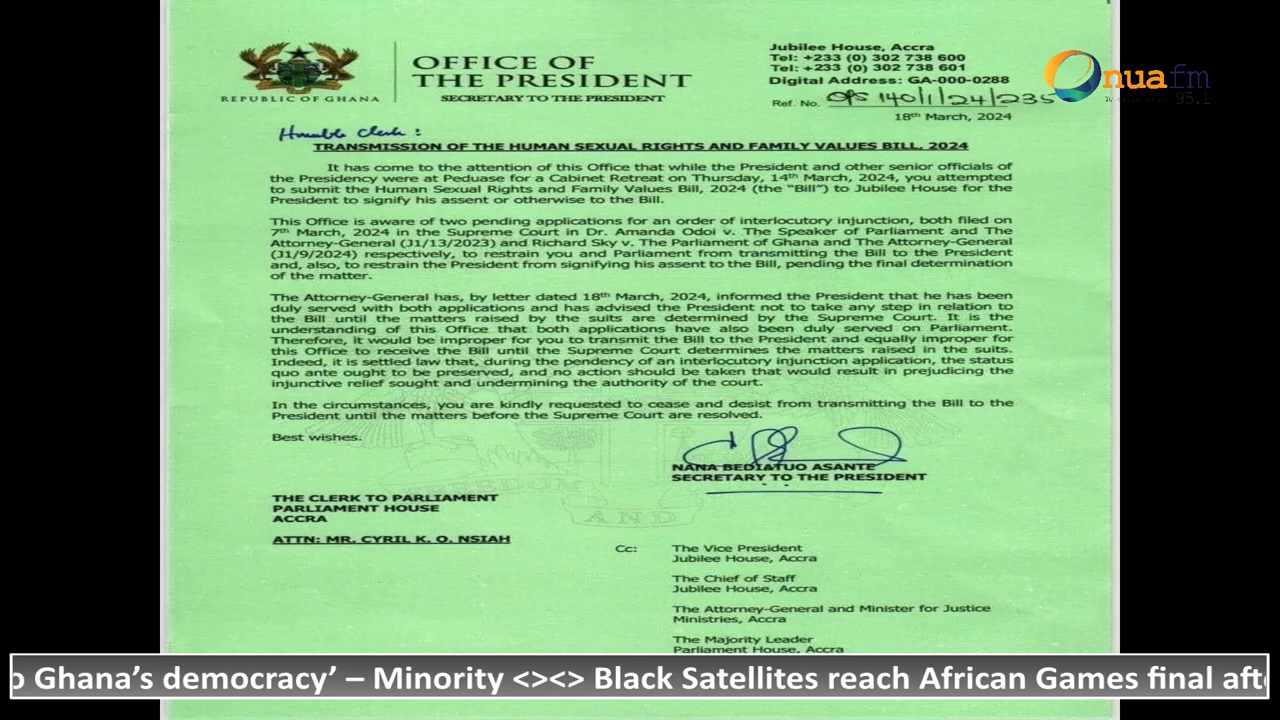 OFFICE OF
THE PRESIDENT
SECRETARY TO THE PRESIDENT
REPUBLIC OF GHANA
Jubilee House, Accra
Tel: +233 (0) 302 738 600
Tel: +233 (0) 302 738 601
Digital Address: GA-000-0288
Ref. No. OPS 140/1/24/235
18th March, 2024
Onua fm
95.1
Humble Clerk:
TRANSMISSION OF THE HUMAN SEXUAL RIGHTS AND FAMILY VALUES BILL, 2024
It has come to the attention of this Office that while the President and other senior officials of
the Presidency were at Peduase for a Cabinet Retreat on Thursday, 14th March, 2024, you attempted
to submit the Human Sexual Rights and Family Values Bill, 2024 (the "Bill") to Jubilee House for the
President to signify his assent or otherwise to the Bill.
This Office is aware of two pending applications for an order of interlocutory injunction, both filed on
7th March, 2024 in the Supreme Court in Dr. Amanda Odoi v. The Speaker of Parliament and The
Attorney-General (J1/13/2023) and Richard Sky v. The Parliament of Ghana and The Attorney-General
(J1/9/2024) respectively, to restrain you and Parliament from transmitting the Bill to the President
and, also, to restrain the President from signifying his assent to the Bill, pending the final determination
of the matter.
The Attorney-General has, by letter dated 18th March, 2024, informed the President that he has been
duly served with both applications and has advised the President not to take any step in relation to
the Bill until the matters raised by the suits are determined by the Supreme Court. It is the
understanding of this Office that both applications have also been duly served on Parliament.
Therefore, it would be improper for you to transmit the Bill to the President and equally improper for
this Office to receive the Bill until the Supreme Court determines the matters raised in the suits.
Indeed, it is settled law that, during the pendency of an interlocutory injunction application, the status
quo ante ought to be preserved, and no action should be taken that would result in prejudicing the
injunctive relief sought and undermining the authority of the court.
In the circumstances, you are kindly requested to cease and desist from transmitting the Bill to the
President until the matters before the Supreme Court are resolved.
Best wishes.
NANA BEDIATUO ASANTE
SECRETARY TO THE PRESIDENT
THE CLERK TO PARLIAMENT
PARLIAMENT HOUSE
ACCRA
ATTN: MR. CYRIL K. O. NSIAH
FREEDOM
AND
Cc: The Vice President
Jubilee House, Accra
The Chief of Staff
Jubilee House, Accra
The Attorney-General and Minister for Justice
Ministries, Accra
The Majority Leader
Parliament House, Accra
o Ghana's democracy' – Minority <><> Black Satellites reach African Games final afte